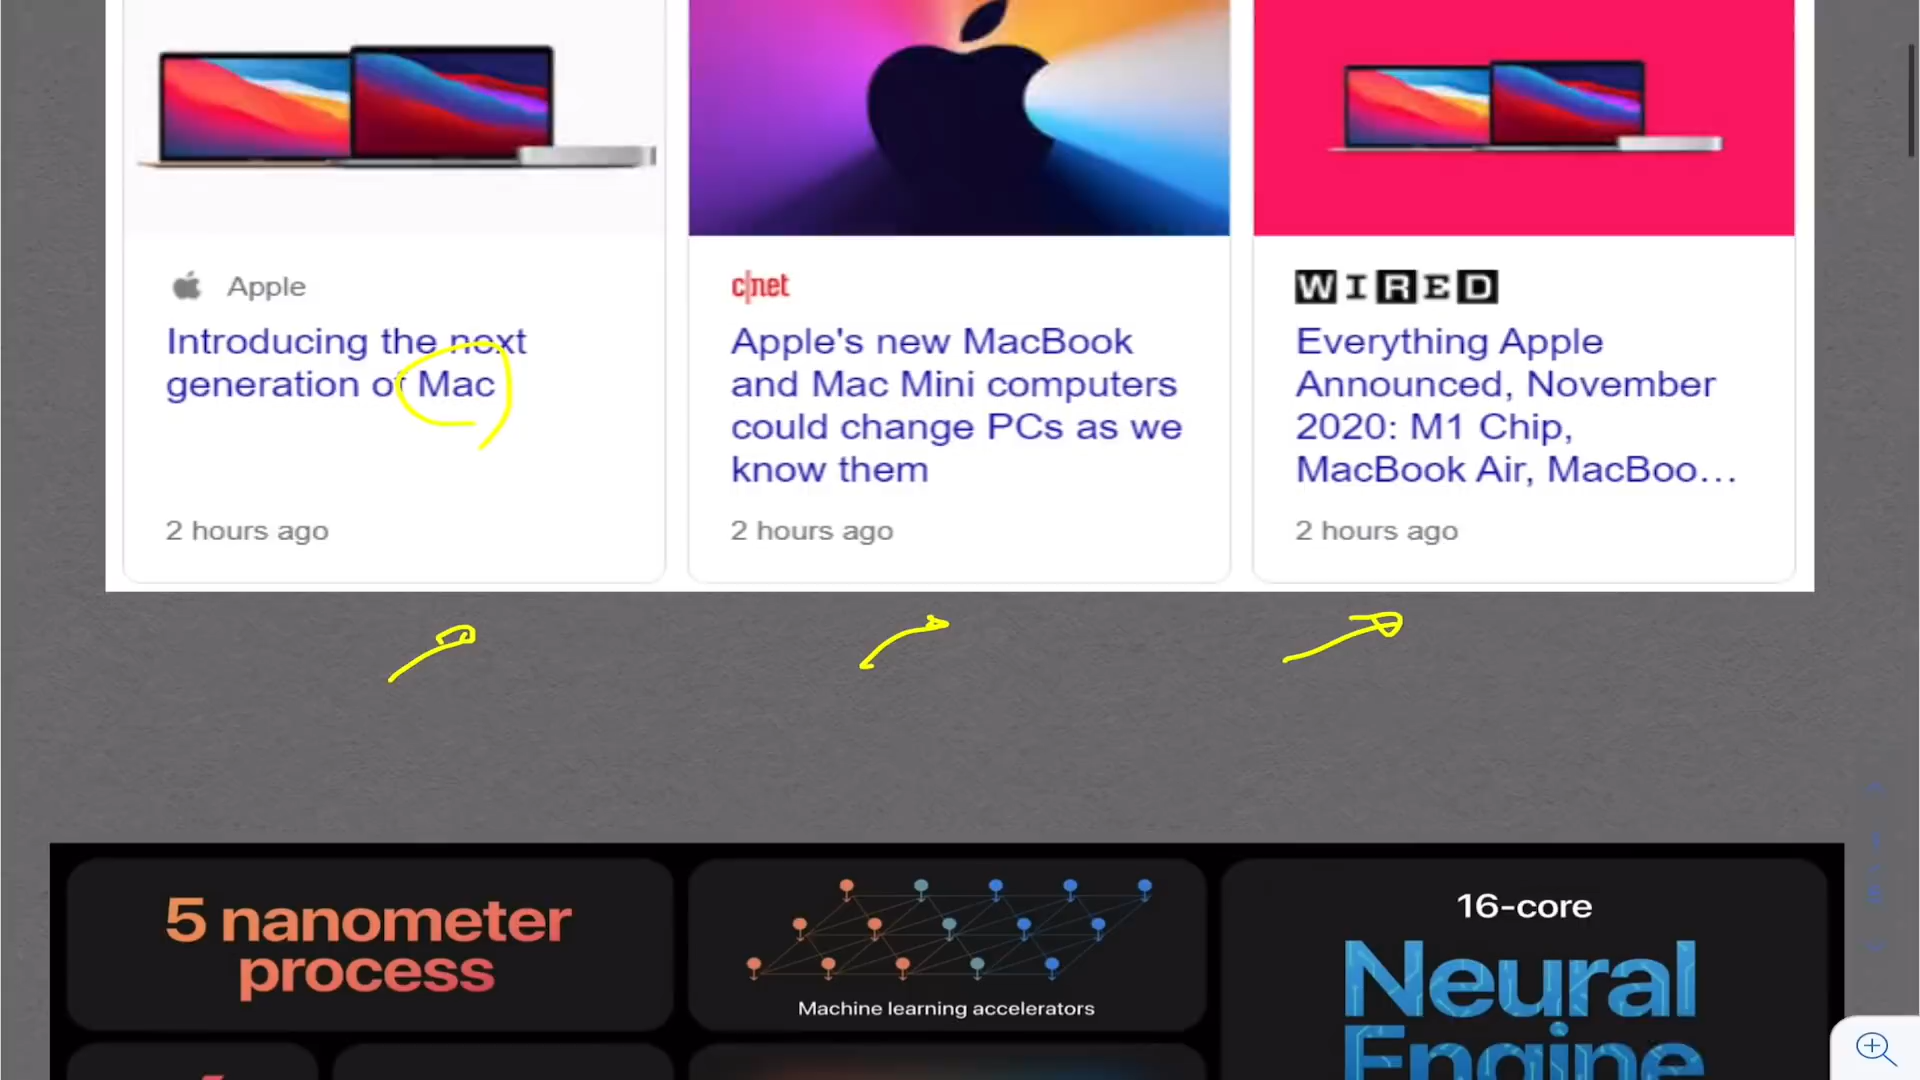 Apple
Introducing the next
generation of Mac
2 hours ago
c|net
Apple's new MacBook
and Mac Mini computers
could change PCs as we
know them
2 hours ago
WIRED
Everything Apple
Announced, November
2020: M1 Chip,
MacBook Air, MacBoo...
2 hours ago
5 nanometer
process
Machine learning accelerators
16-core
Neural
Engine